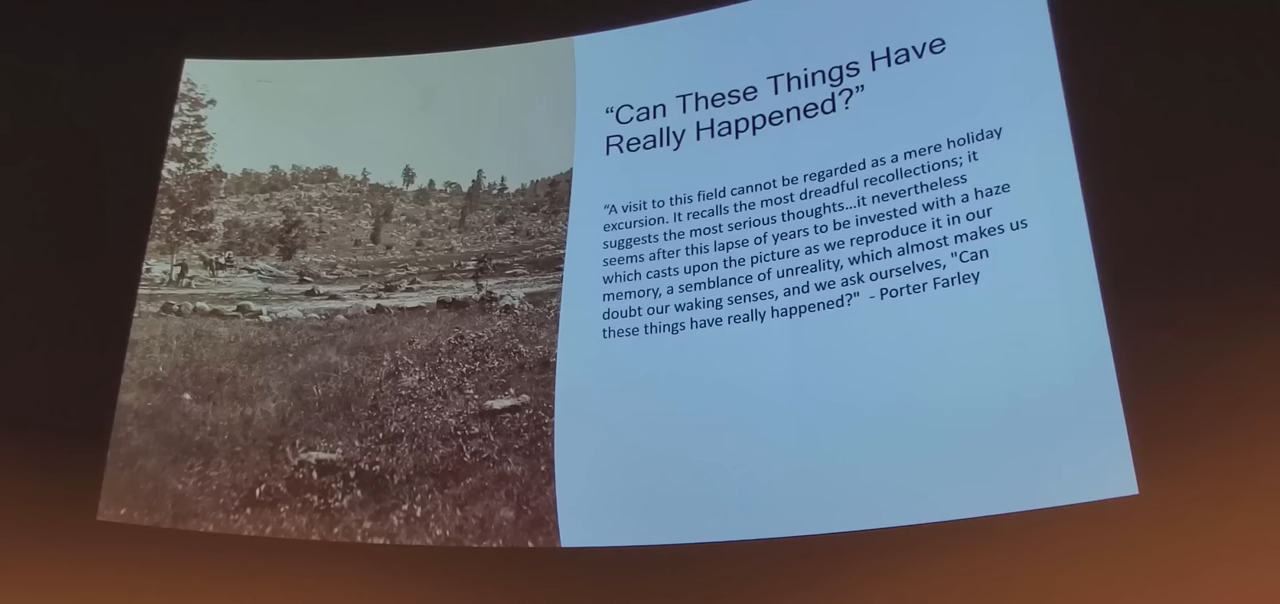 “Can These Things Have
Really Happened?”
“A visit to this field cannot be regarded as a mere holiday
excursion. It recalls the most dreadful recollections; it
suggests the most serious thoughts...it nevertheless
seems after this lapse of years to be invested with a haze
which casts upon the picture as we reproduce it in our
memory, a semblance of unreality, which almost makes us
doubt our waking senses, and we ask ourselves, "Can
these things have really happened?" - Porter Farley